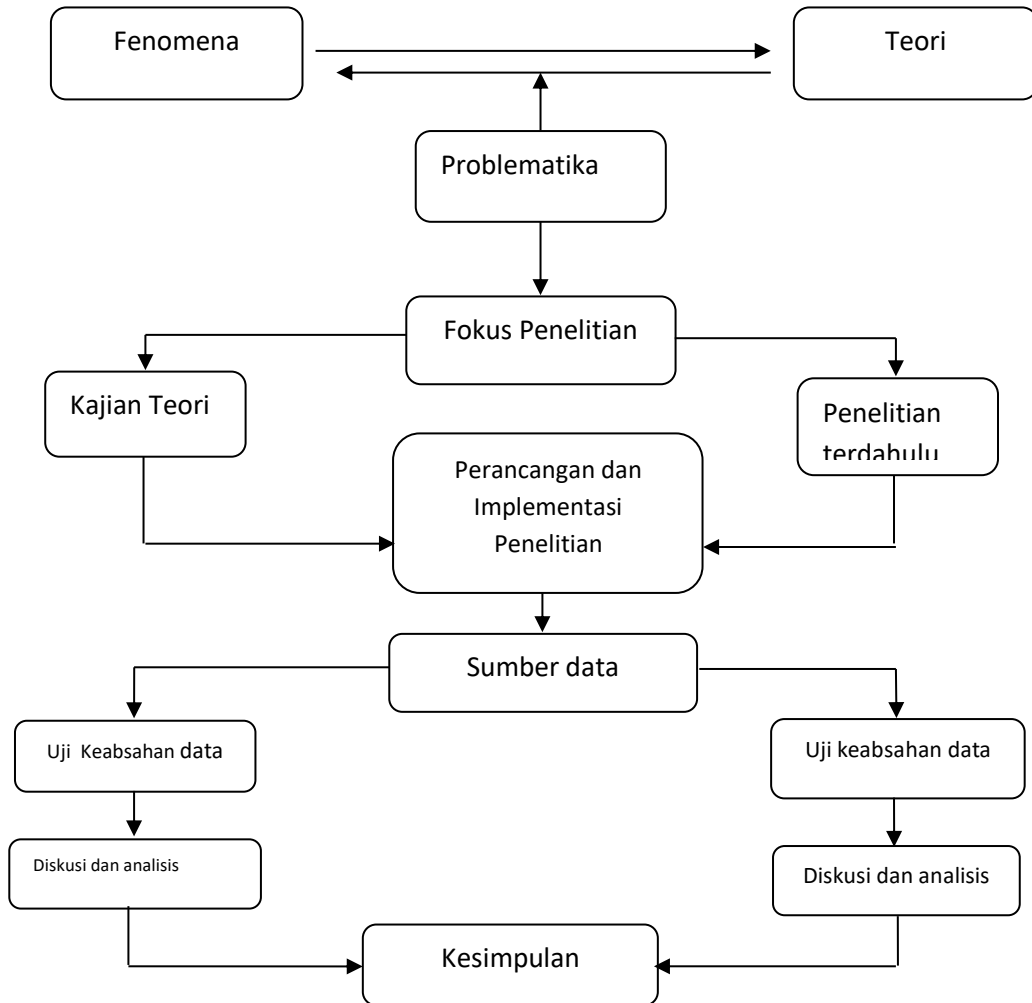 Fenomena
Teori
Problematika
Fokus Penelitian
Kajian Teori
Penelitian
terdahulu
Perancangan dan
Implementasi
Penelitian
Sumber data
Uji Keabsahan data
Uji keabsahan data
Diskusi dan analisis
Diskusi dan analisis
Kesimpulan